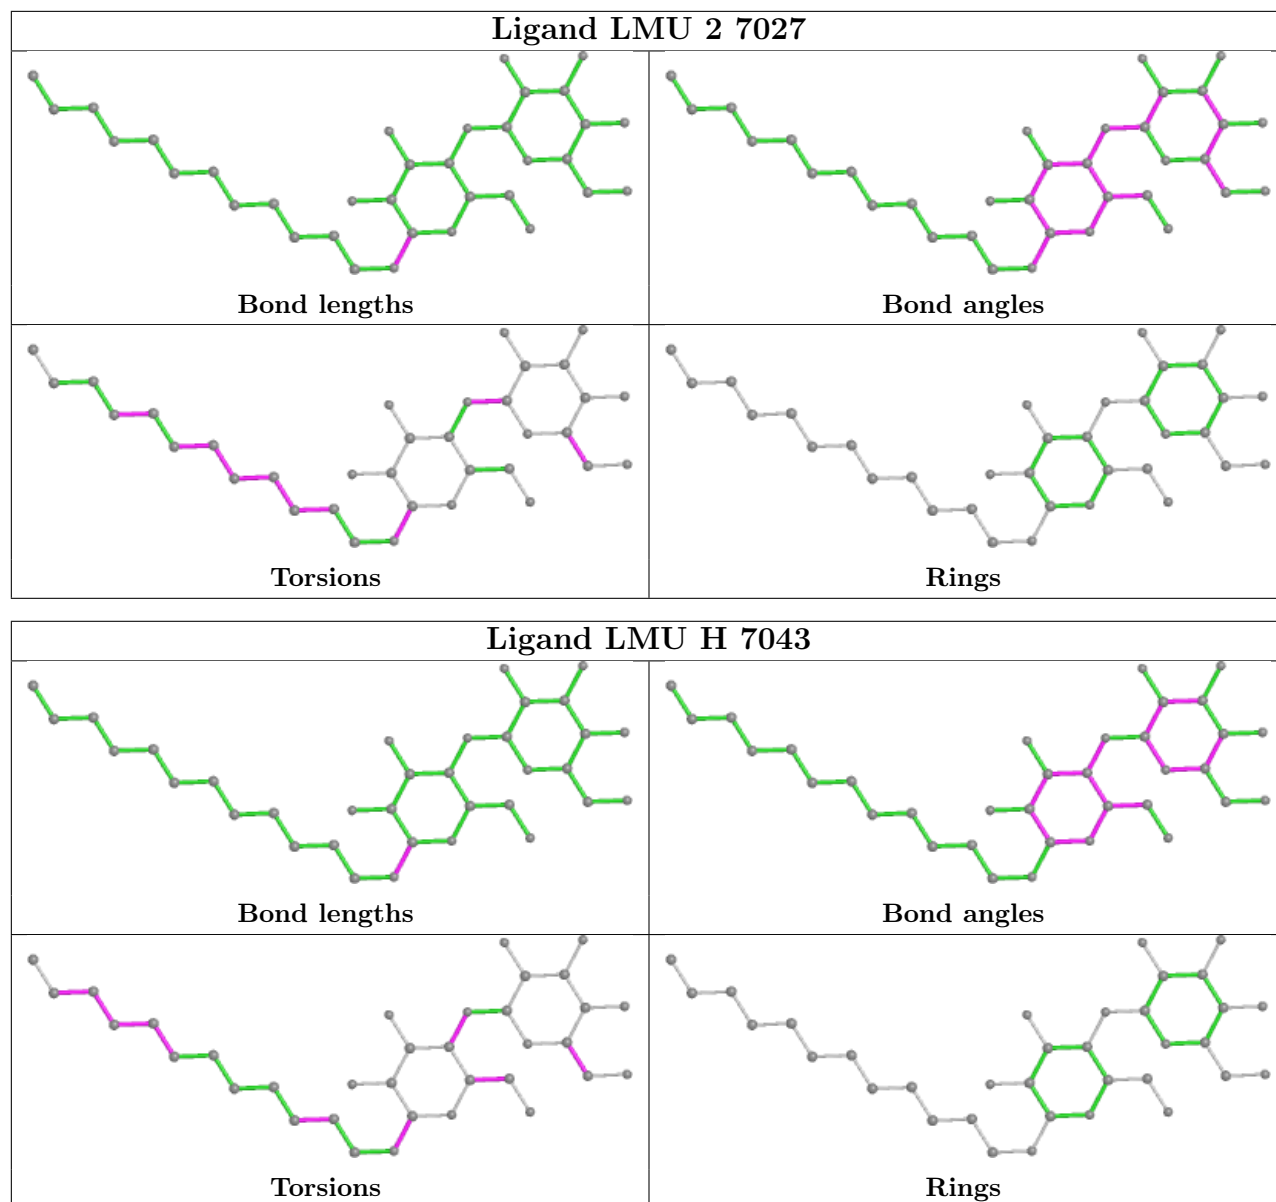 Ligand LMU 2 7027
Bond lengths
Bond angles
Torsions
Rings
Ligand LMU H 7043
Bond lengths
Bond angles
Torsions
Rings